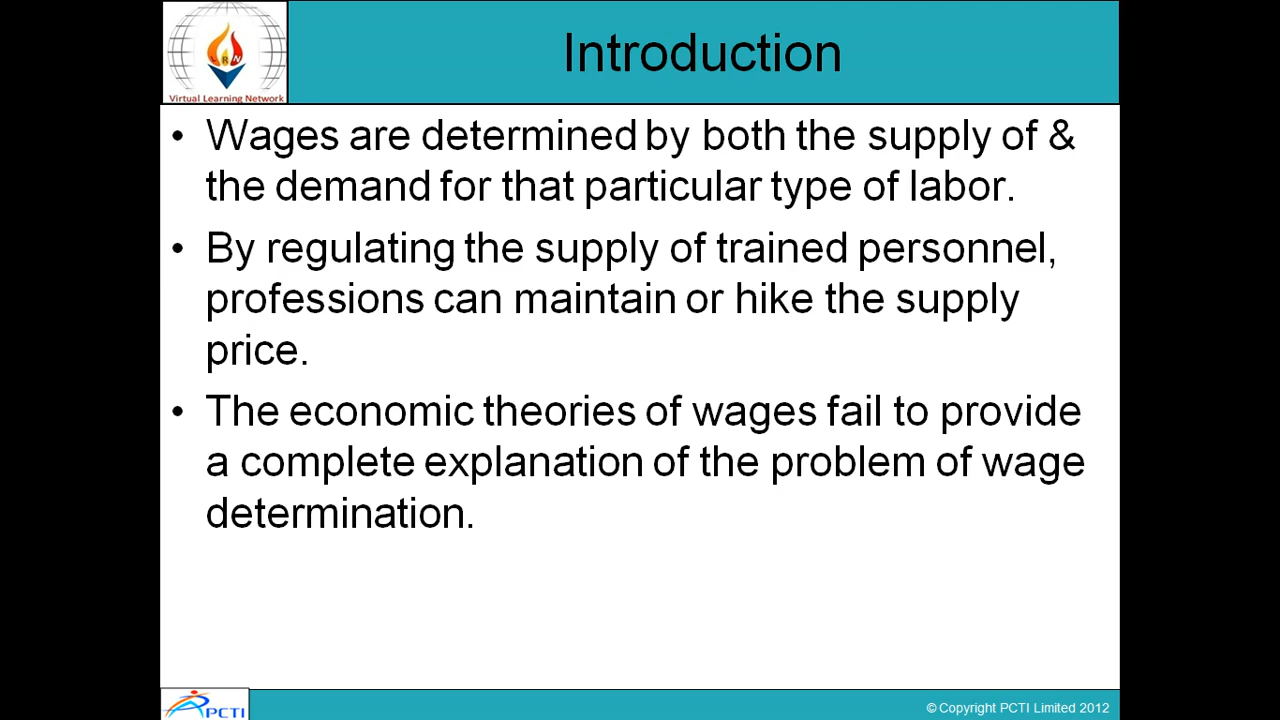 Introduction
Virtual Learning Network
• Wages are determined by both the supply of &
the demand for that particular type of labor.
• By regulating the supply of trained personnel,
professions can maintain or hike the supply
price.
• The economic theories of wages fail to provide
a complete explanation of the problem of wage
determination.
PCTI
© Copyright PCTI Limited 2012